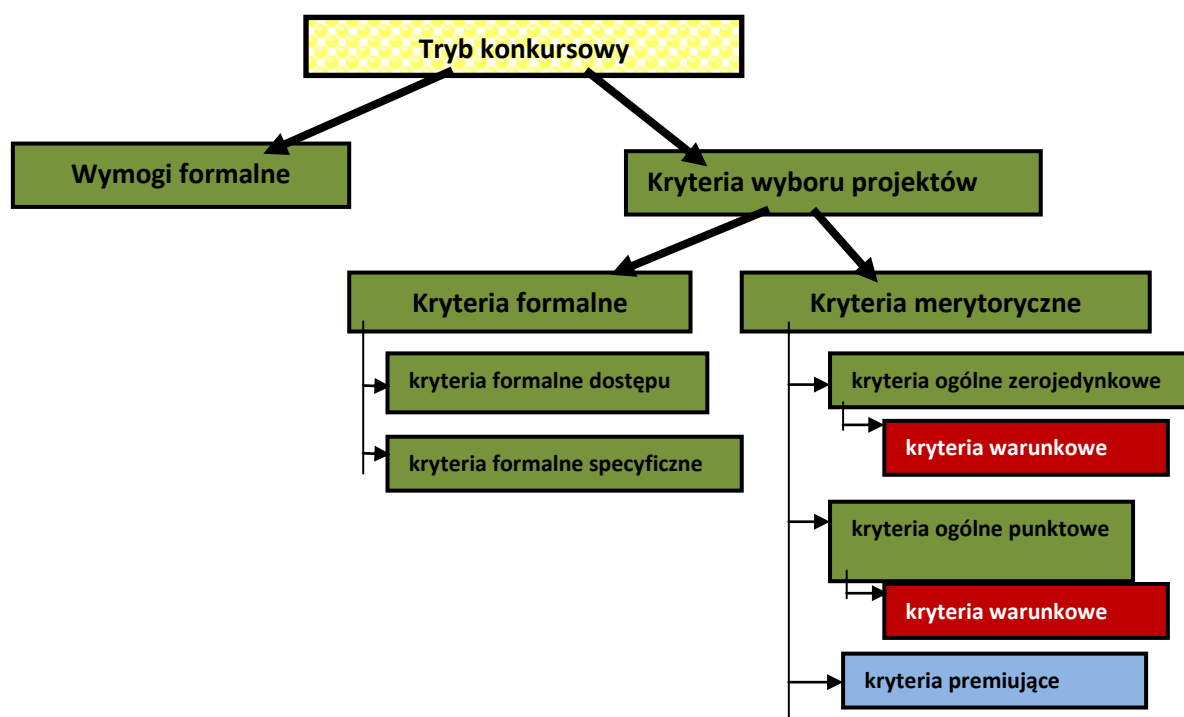 Tryb konkursowy
Wymogi formalne
Kryteria wyboru projektów
Kryteria formalne
Kryteria merytoryczne
kryteria formalne dostępu
kryteria formalne specyficzne
kryteria ogólne zerojedynkowe
kryteria warunkowe
kryteria ogólne punktowe
kryteria warunkowe
kryteria premiujące